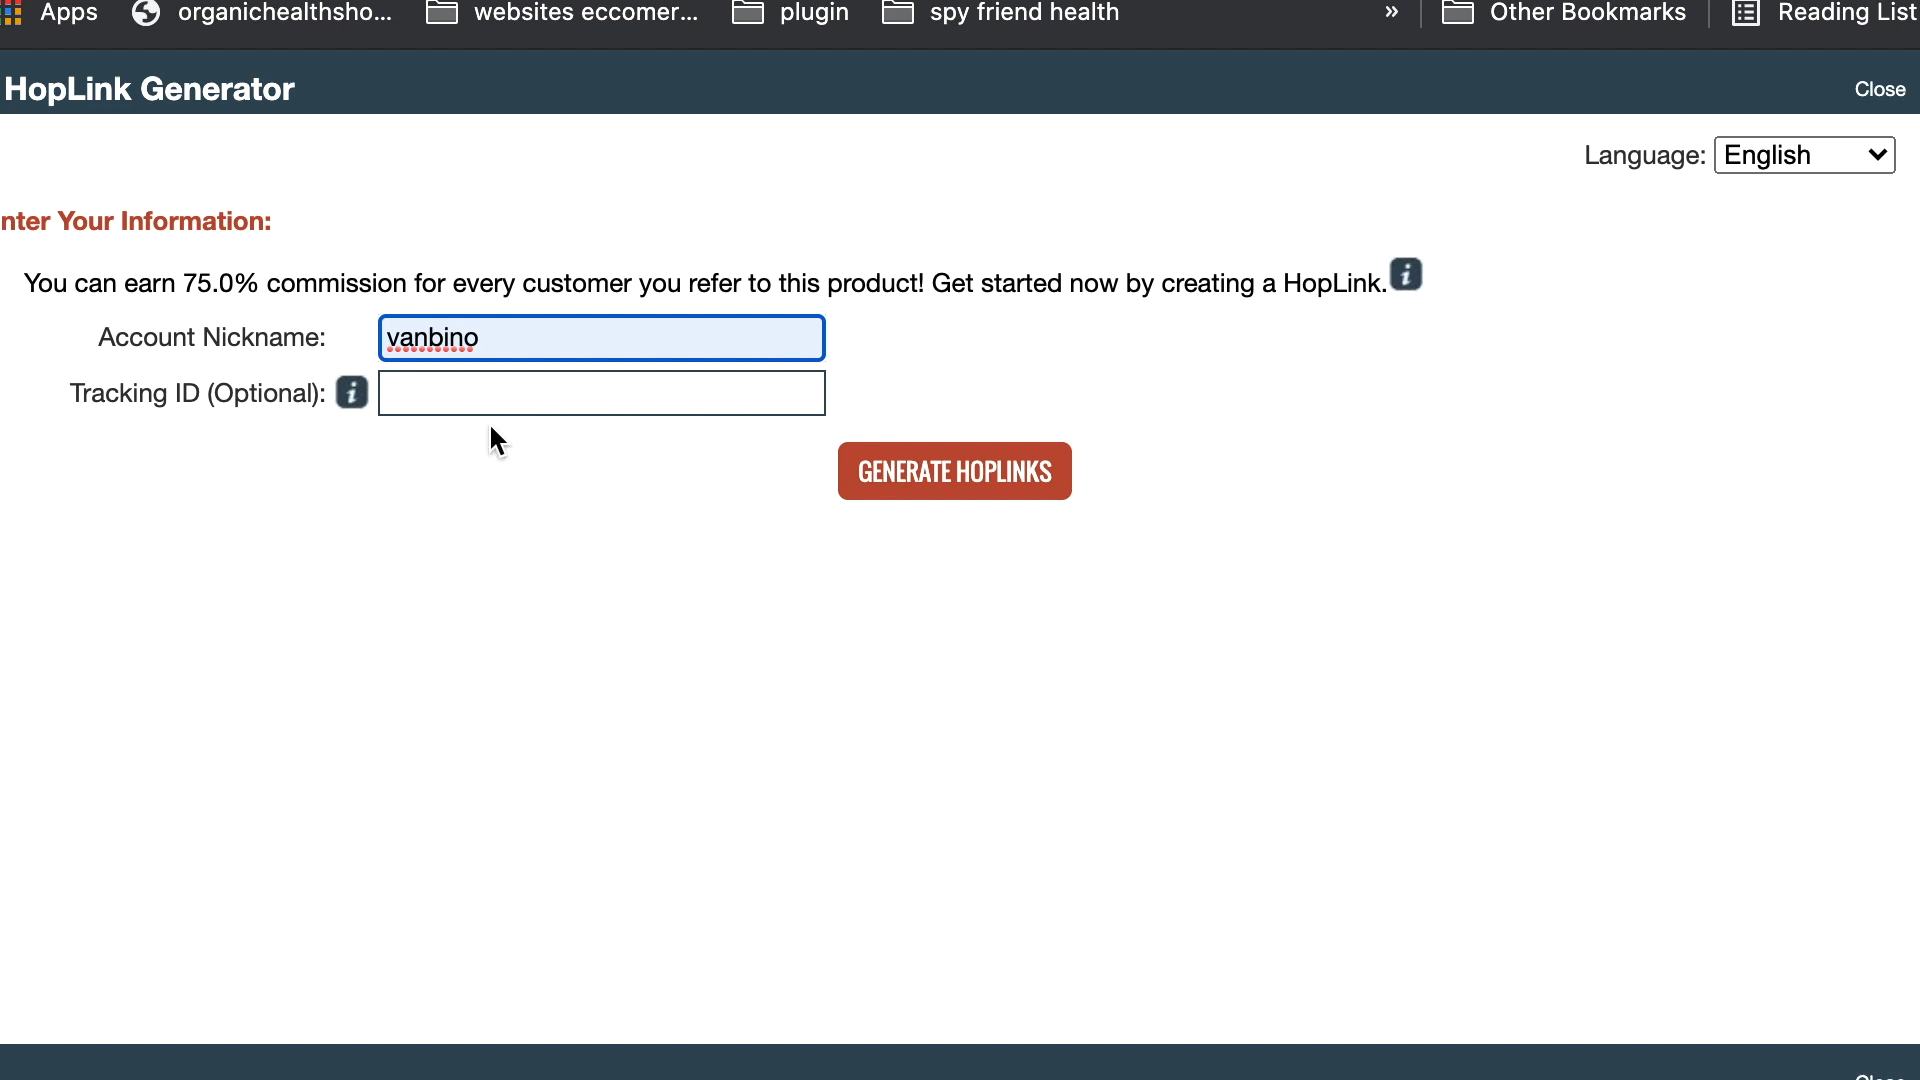 Apps organichealthsho... websites eccomer... plugin spy friend health » Other Bookmarks Reading List
HopLink Generator Close
Language: English
nter Your Information:
You can earn 75.0% commission for every customer you refer to this product! Get started now by creating a HopLink. i
Account Nickname: vanbino
Tracking ID (Optional): i
GENERATE HOPLINKS